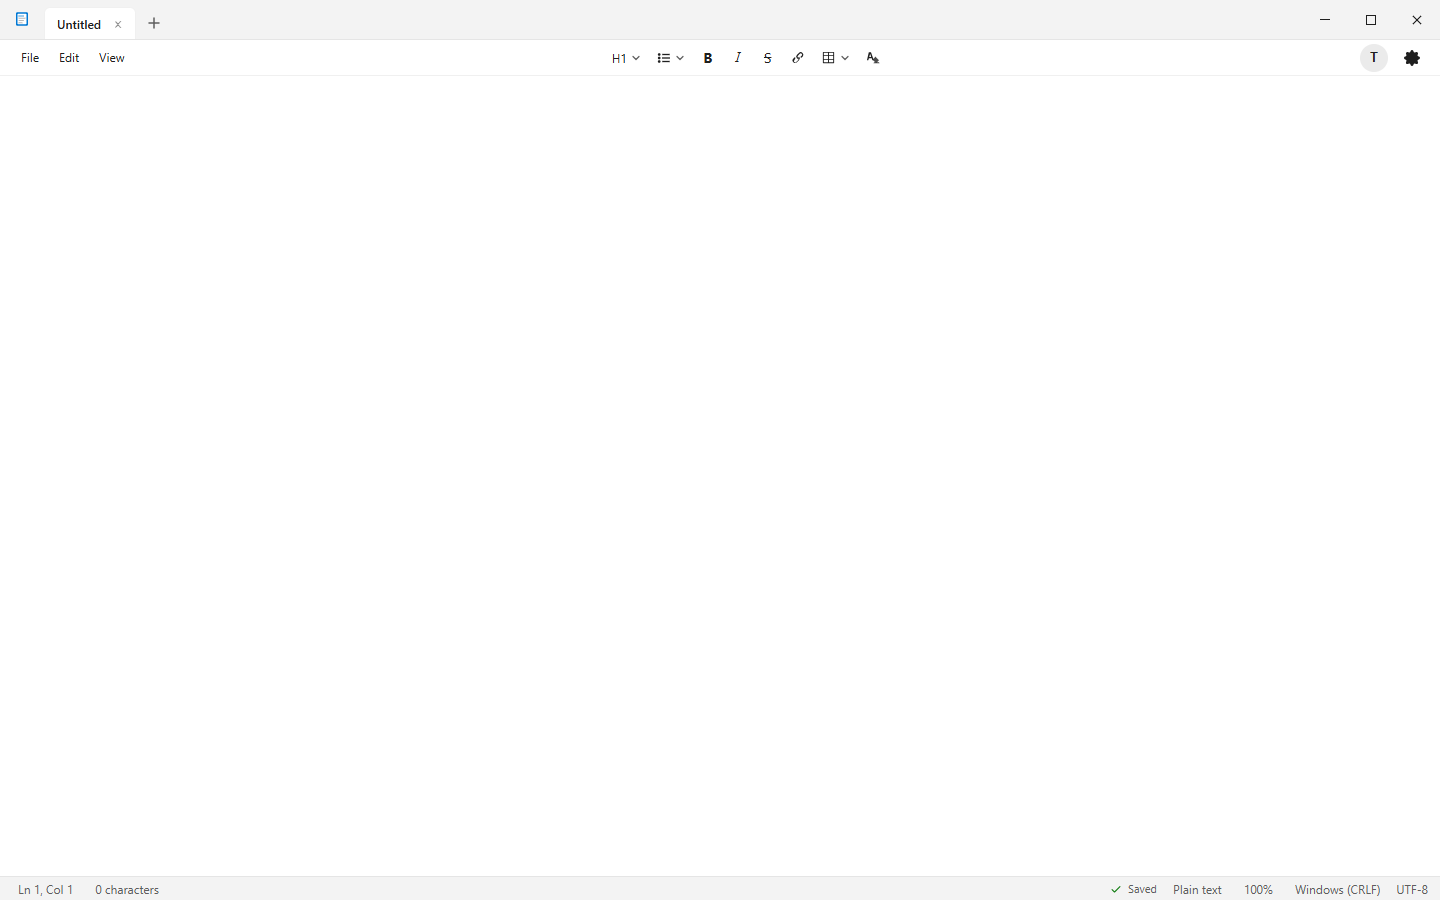 Untitled
File Edit View H1 B I S T
Ln 1, Col 1 0 characters Saved Plain text 100% Windows (CRLF) UTF-8